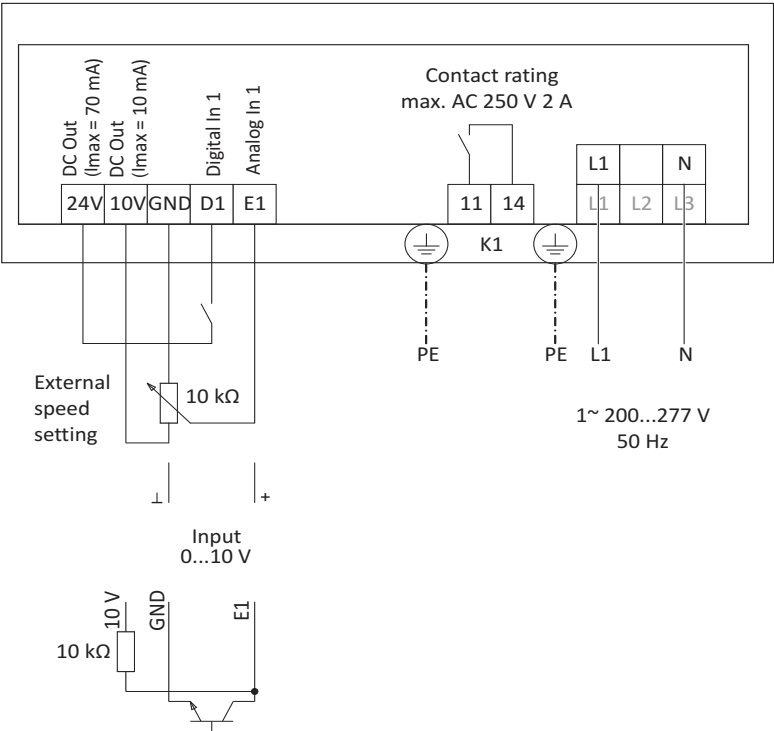 DC Out
(Imax = 70 mA)
DC Out
(Imax = 10 mA)
Digital In 1
Analog In 1
Contact rating
max. AC 250 V 2 A
L1 N
24V 10V GND D1 E1
11 14
L1 L2 L3
K1
PE PE L1 N
External
speed
setting
10 kΩ
1~ 200...277 V
50 Hz
⊥ +
Input
0...10 V
10 V GND E1
10 kΩ